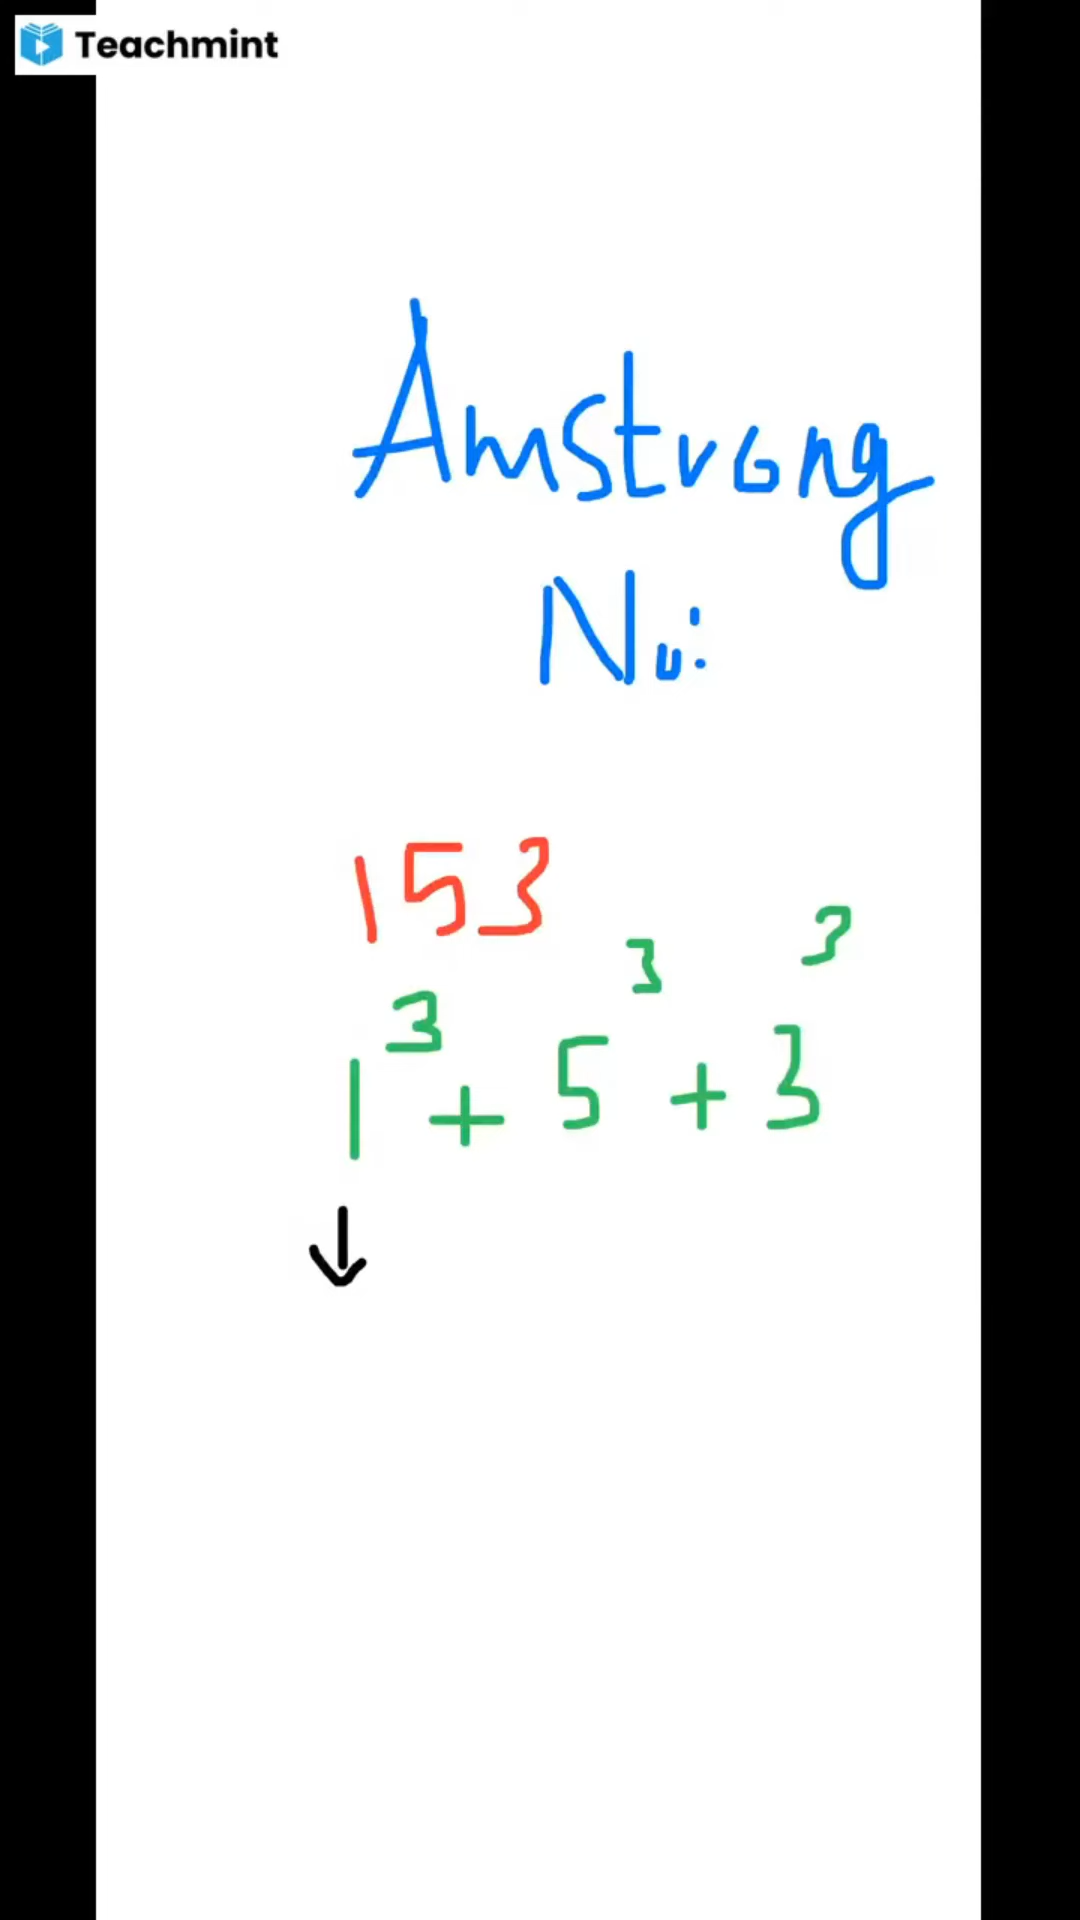 Teachmint
Amstrong
No:
153
1³ + 5³ + 3³